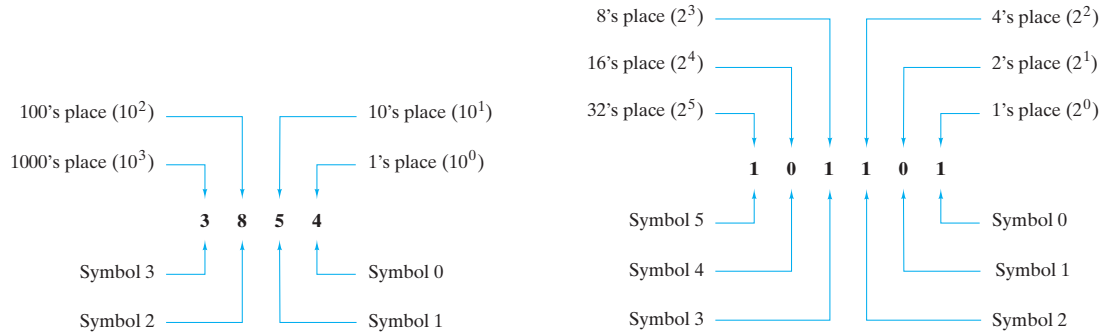 100's place (10²)
10's place (10¹)
1000's place (10³)
1's place (10⁰)
3 8 5 4
Symbol 3
Symbol 0
Symbol 2
Symbol 1
8's place (2³)
4's place (2²)
16's place (2⁴)
2's place (2¹)
32's place (2⁵)
1's place (2⁰)
1 0 1 1 0 1
Symbol 5
Symbol 0
Symbol 4
Symbol 1
Symbol 3
Symbol 2